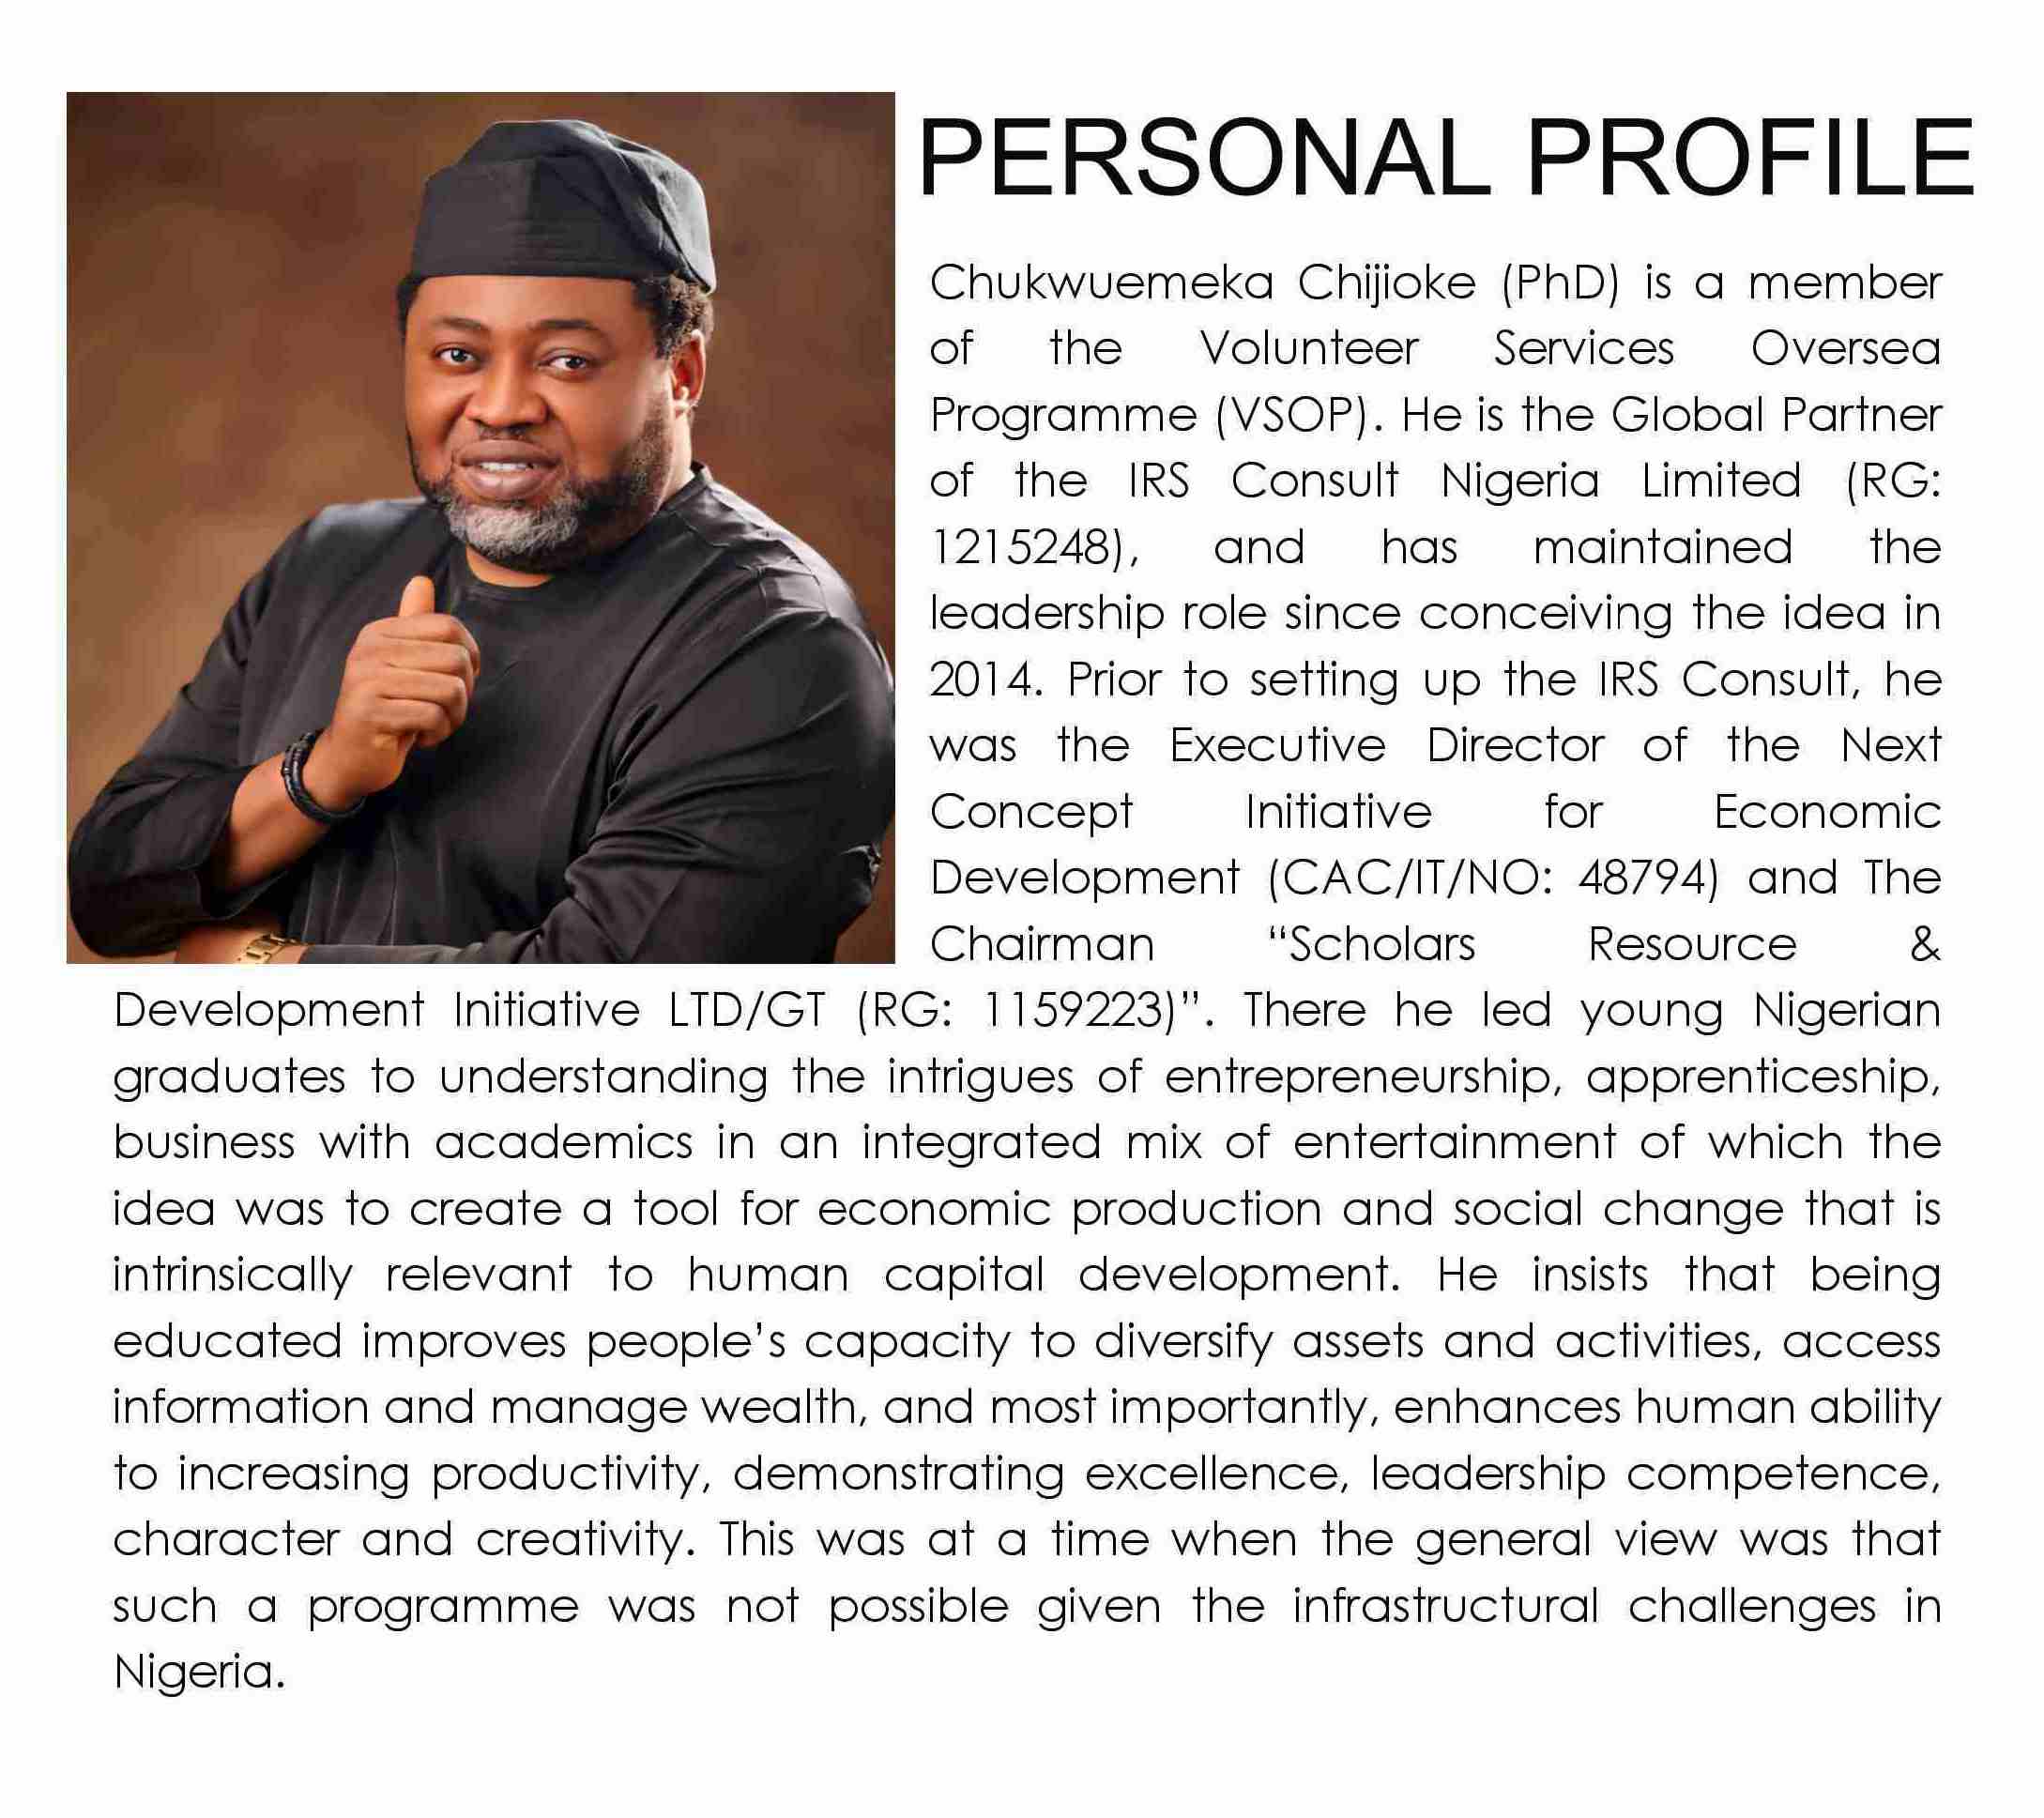 PERSONAL PROFILE
Chukwuemeka Chijioke (PhD) is a member
of the Volunteer Services Oversea
Programme (VSOP). He is the Global Partner
of the IRS Consult Nigeria Limited (RG:
1215248), and has maintained the
leadership role since conceiving the idea in
2014. Prior to setting up the IRS Consult, he
was the Executive Director of the Next
Concept Initiative for Economic
Development (CAC/IT/NO: 48794) and The
Chairman “Scholars Resource &
Development Initiative LTD/GT (RG: 1159223)”. There he led young Nigerian
graduates to understanding the intrigues of entrepreneurship, apprenticeship,
business with academics in an integrated mix of entertainment of which the
idea was to create a tool for economic production and social change that is
intrinsically relevant to human capital development. He insists that being
educated improves people’s capacity to diversify assets and activities, access
information and manage wealth, and most importantly, enhances human ability
to increasing productivity, demonstrating excellence, leadership competence,
character and creativity. This was at a time when the general view was that
such a programme was not possible given the infrastructural challenges in
Nigeria.